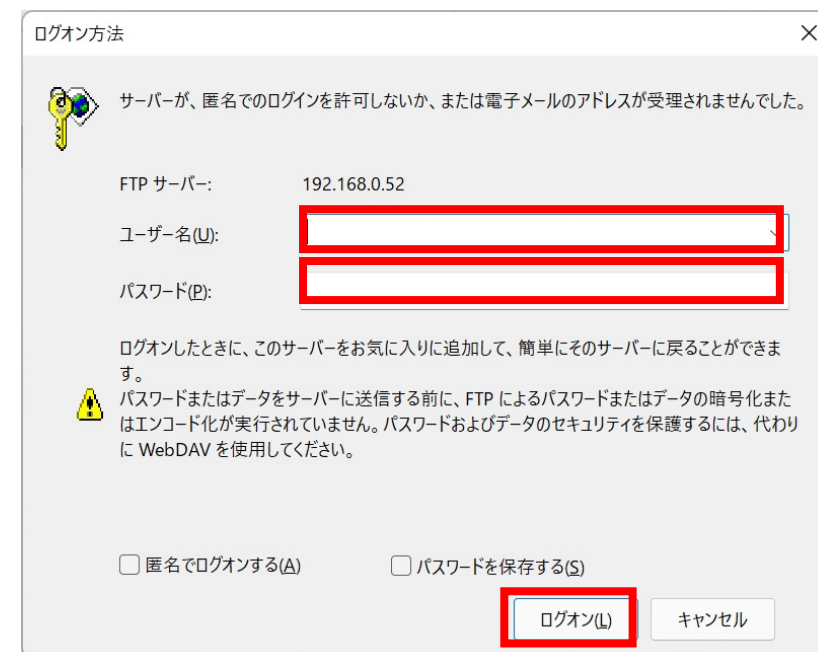 ログオン方法
サーバーが、匿名でのログインを許可しないか、または電子メールのアドレスが受理されませんでした。
FTP サーバー: 192.168.0.52
ユーザー名(U):
パスワード(P):
ログオンしたときに、このサーバーをお気に入りに追加して、簡単にそのサーバーに戻ることができま
す。
パスワードまたはデータをサーバーに送信する前に、FTP によるパスワードまたはデータの暗号化また
はエンコード化が実行されていません。パスワードおよびデータのセキュリティを保護するには、代わり
に WebDAV を使用してください。
匿名でログオンする(A) パスワードを保存する(S)
ログオン(L) キャンセル